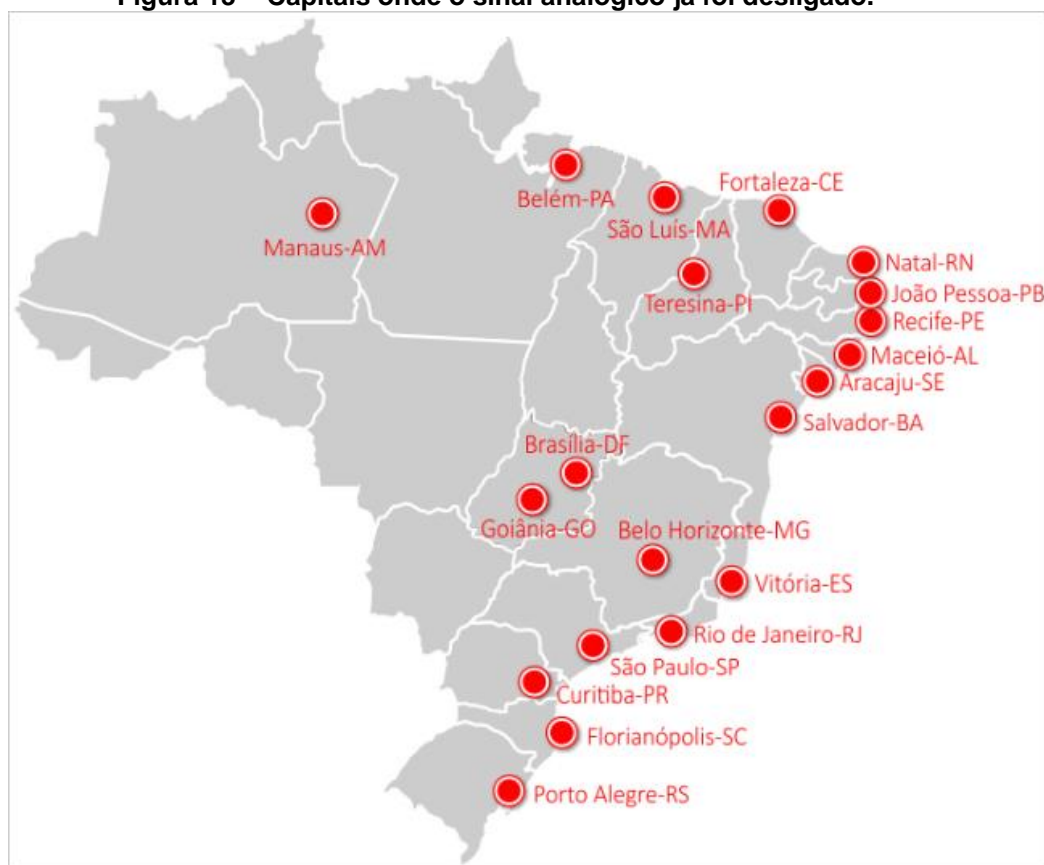 Figura 16 – Capitais onde o sinal analógico já foi desligado.
Fortaleza-CE
Belém-PA
São Luís-MA
Manaus-AM
Natal-RN
Teresina-PI
João Pessoa-PB
Recife-PE
Maceió-AL
Aracaju-SE
Salvador-BA
Brasília-DF
Goiânia-GO
Belo Horizonte-MG
Vitória-ES
Rio de Janeiro-RJ
São Paulo-SP
Curitiba-PR
Florianópolis-SC
Porto Alegre-RS